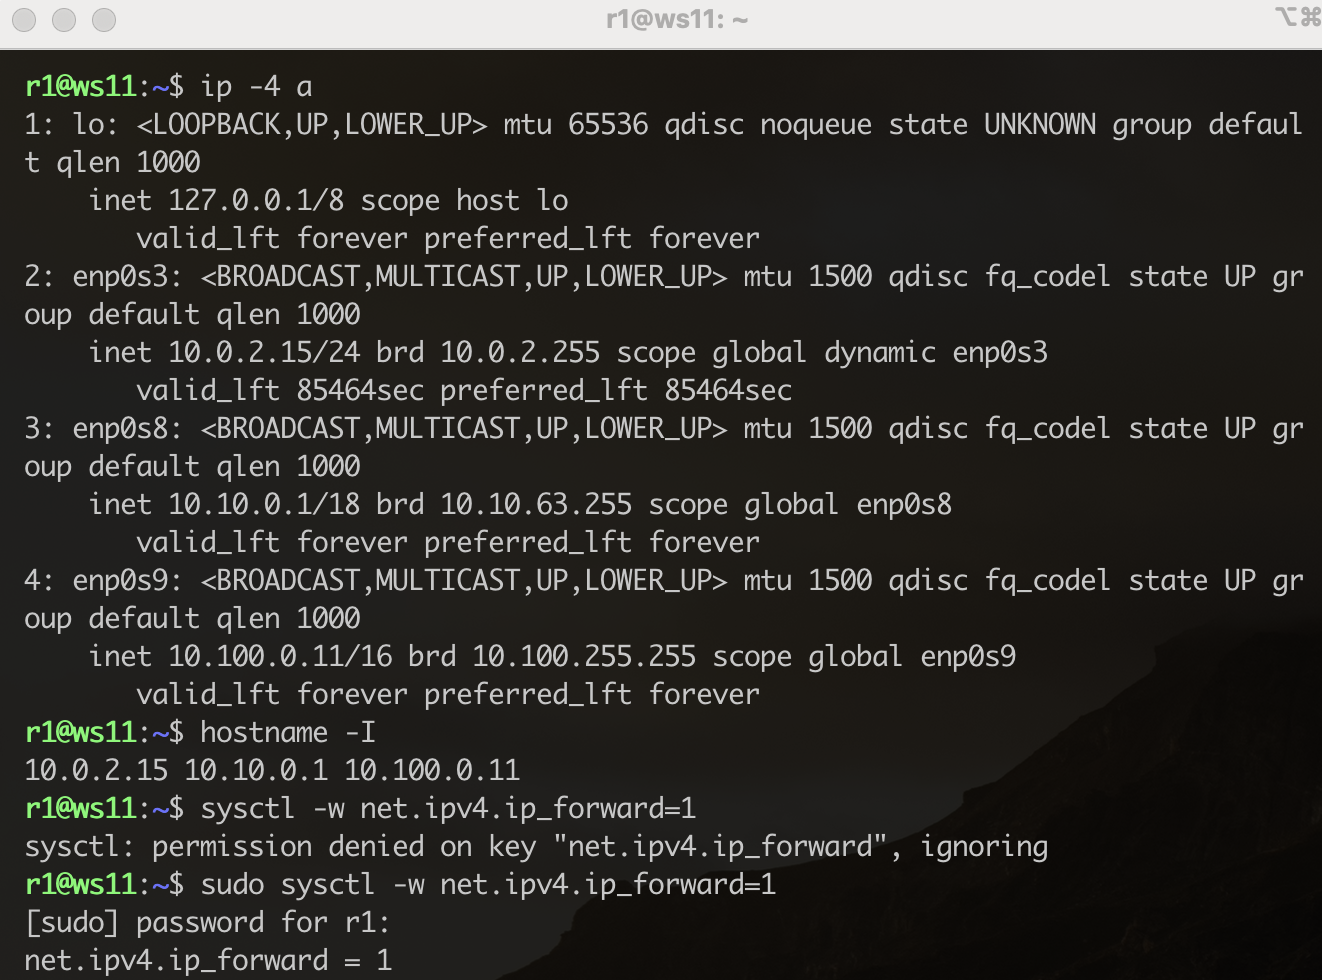 r1@ws11: ~
⌥⌘
r1@ws11:~$ ip -4 a
1: lo: <LOOPBACK,UP,LOWER_UP> mtu 65536 qdisc noqueue state UNKNOWN group defaul
t qlen 1000
    inet 127.0.0.1/8 scope host lo
       valid_lft forever preferred_lft forever
2: enp0s3: <BROADCAST,MULTICAST,UP,LOWER_UP> mtu 1500 qdisc fq_codel state UP gr
oup default qlen 1000
    inet 10.0.2.15/24 brd 10.0.2.255 scope global dynamic enp0s3
       valid_lft 85464sec preferred_lft 85464sec
3: enp0s8: <BROADCAST,MULTICAST,UP,LOWER_UP> mtu 1500 qdisc fq_codel state UP gr
oup default qlen 1000
    inet 10.10.0.1/18 brd 10.10.63.255 scope global enp0s8
       valid_lft forever preferred_lft forever
4: enp0s9: <BROADCAST,MULTICAST,UP,LOWER_UP> mtu 1500 qdisc fq_codel state UP gr
oup default qlen 1000
    inet 10.100.0.11/16 brd 10.100.255.255 scope global enp0s9
       valid_lft forever preferred_lft forever
r1@ws11:~$ hostname -I
10.0.2.15 10.10.0.1 10.100.0.11
r1@ws11:~$ sysctl -w net.ipv4.ip_forward=1
sysctl: permission denied on key "net.ipv4.ip_forward", ignoring
r1@ws11:~$ sudo sysctl -w net.ipv4.ip_forward=1
[sudo] password for r1:
net.ipv4.ip_forward = 1